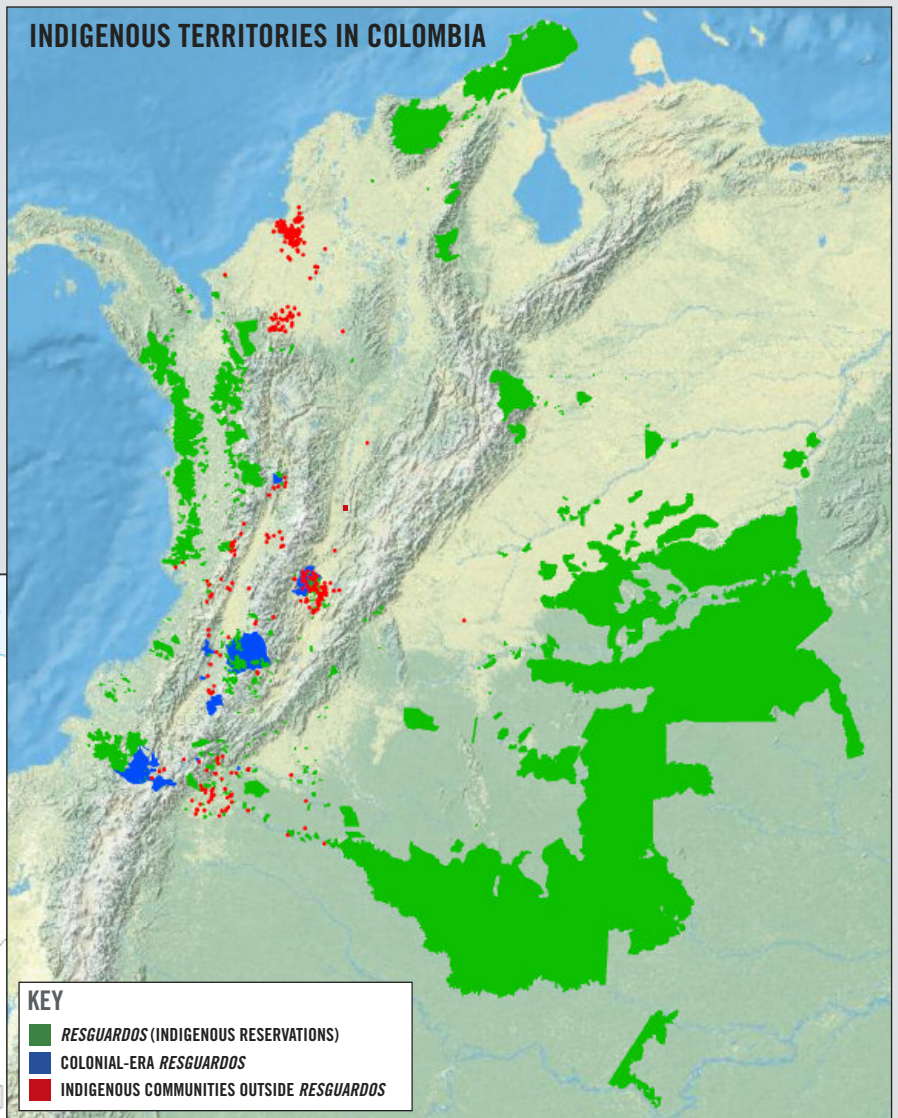 INDIGENOUS TERRITORIES IN COLOMBIA
KEY
RESGUARDOS (INDIGENOUS RESERVATIONS)
COLONIAL-ERA RESGUARDOS
INDIGENOUS COMMUNITIES OUTSIDE RESGUARDOS